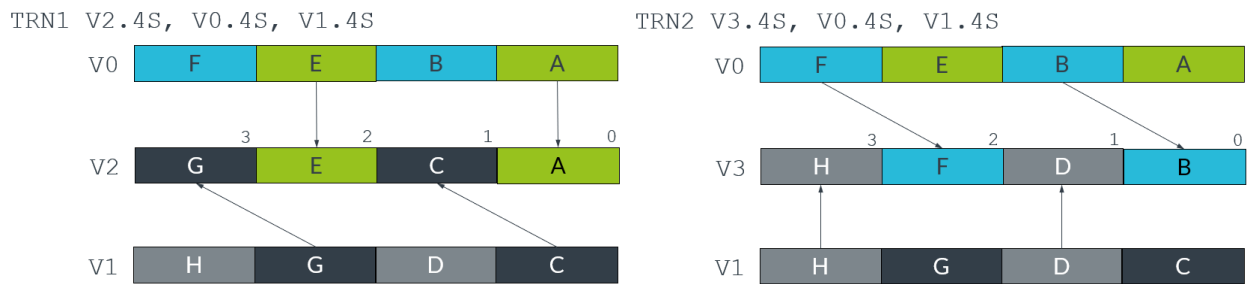 TRN1 V2.4S, V0.4S, V1.4S
V0 F E B A
3 2 1 0
V2 G E C A
V1 H G D C
TRN2 V3.4S, V0.4S, V1.4S
V0 F E B A
3 2 1 0
V3 H F D B
V1 H G D C